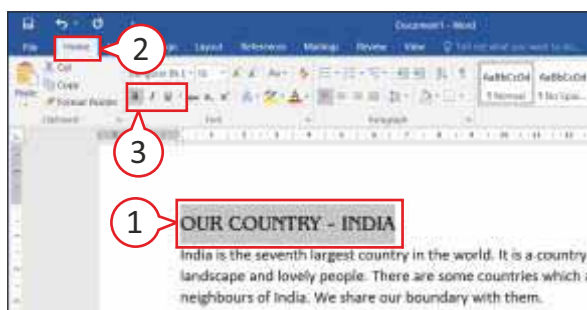 Document1 - Word
File Home Layout References Mailings Review View Tell me what you want to do...
2
Cut
Copy
Format Painter
Paste
B I U
AaBbCcDd AaBbCcDd
¶ Normal ¶ No Spac...
Clipboard Font Paragraph
3
1
OUR COUNTRY - INDIA
India is the seventh largest country in the world. It is a country
landscape and lovely people. There are some countries which
neighbours of India. We share our boundary with them.